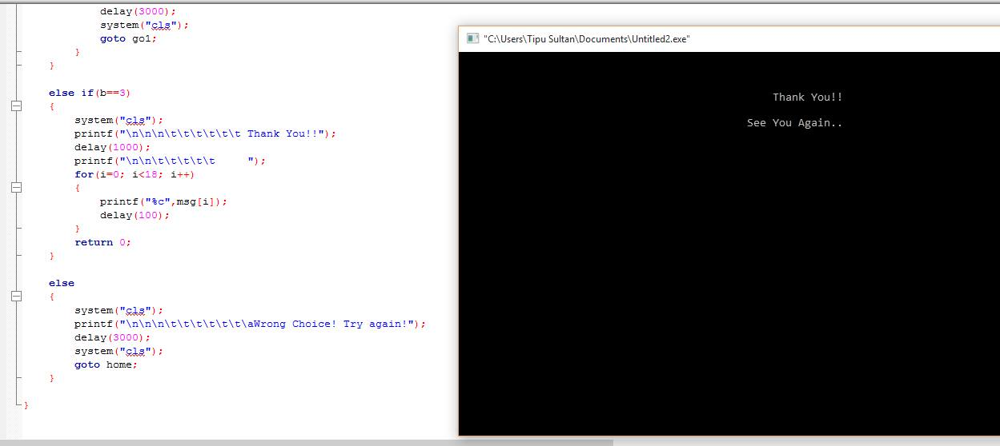 delay(3000);
system("cls");
goto go1;
}
}
else if(b==3)
{
system("cls");
printf("\n\n\n\t\t\t\t\t\t Thank You!!");
delay(1000);
printf("\n\n\t\t\t\t\t     ");
for(i=0; i<18; i++)
{
printf("%c",msg[i]);
delay(100);
}
return 0;
}
else
{
system("cls");
printf("\n\n\n\t\t\t\t\t\t\aWrong Choice! Try again!");
delay(3000);
system("cls");
goto home;
}
}
"C:\Users\Tipu Sultan\Documents\Untitled2.exe"
Thank You!!
See You Again..